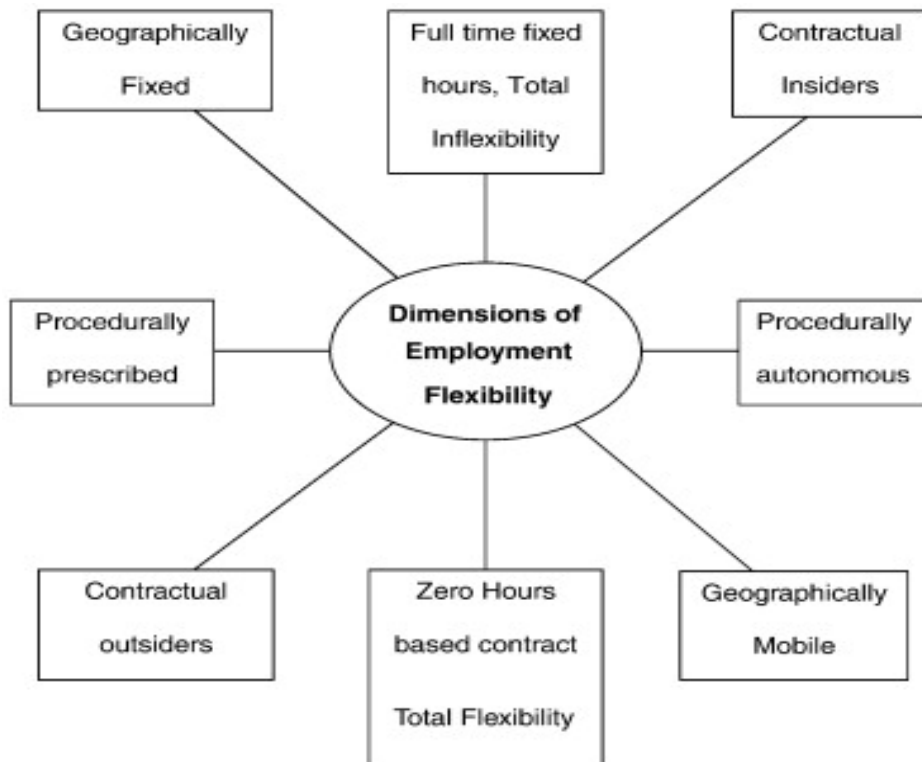 Geographically
Fixed
Full time fixed
hours, Total
Inflexibility
Contractual
Insiders
Procedurally
prescribed
Dimensions of
Employment
Flexibility
Procedurally
autonomous
Contractual
outsiders
Zero Hours
based contract
Total Flexibility
Geographically
Mobile